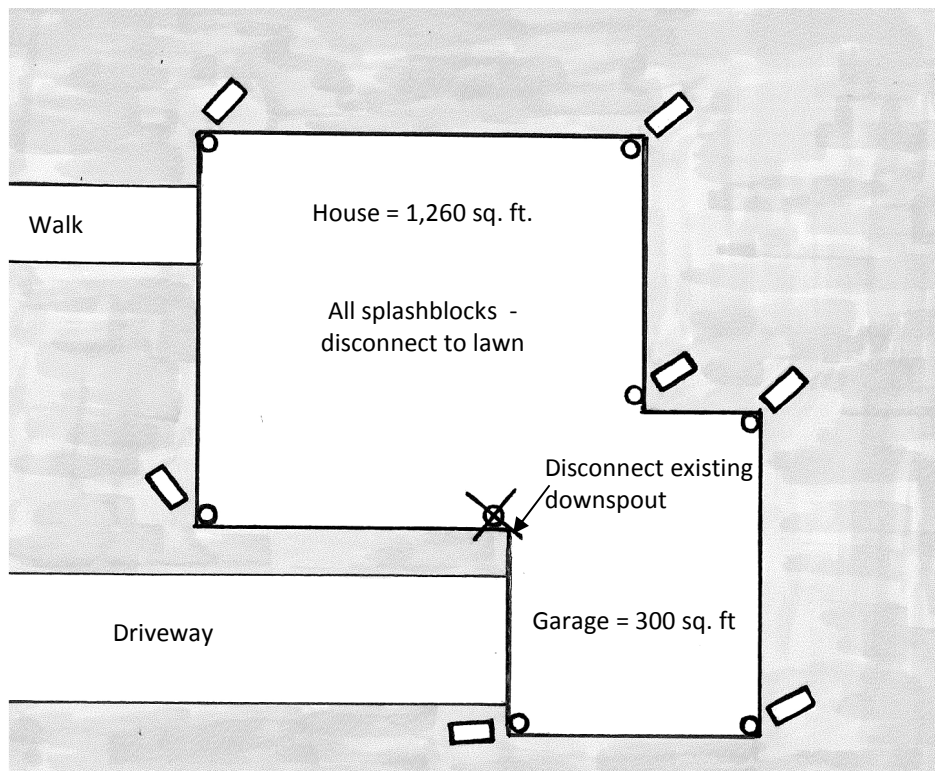 House = 1,260 sq. ft.
Walk
All splashblocks  -
disconnect to lawn
Disconnect existing
downspout
Garage = 300 sq. ft
Driveway